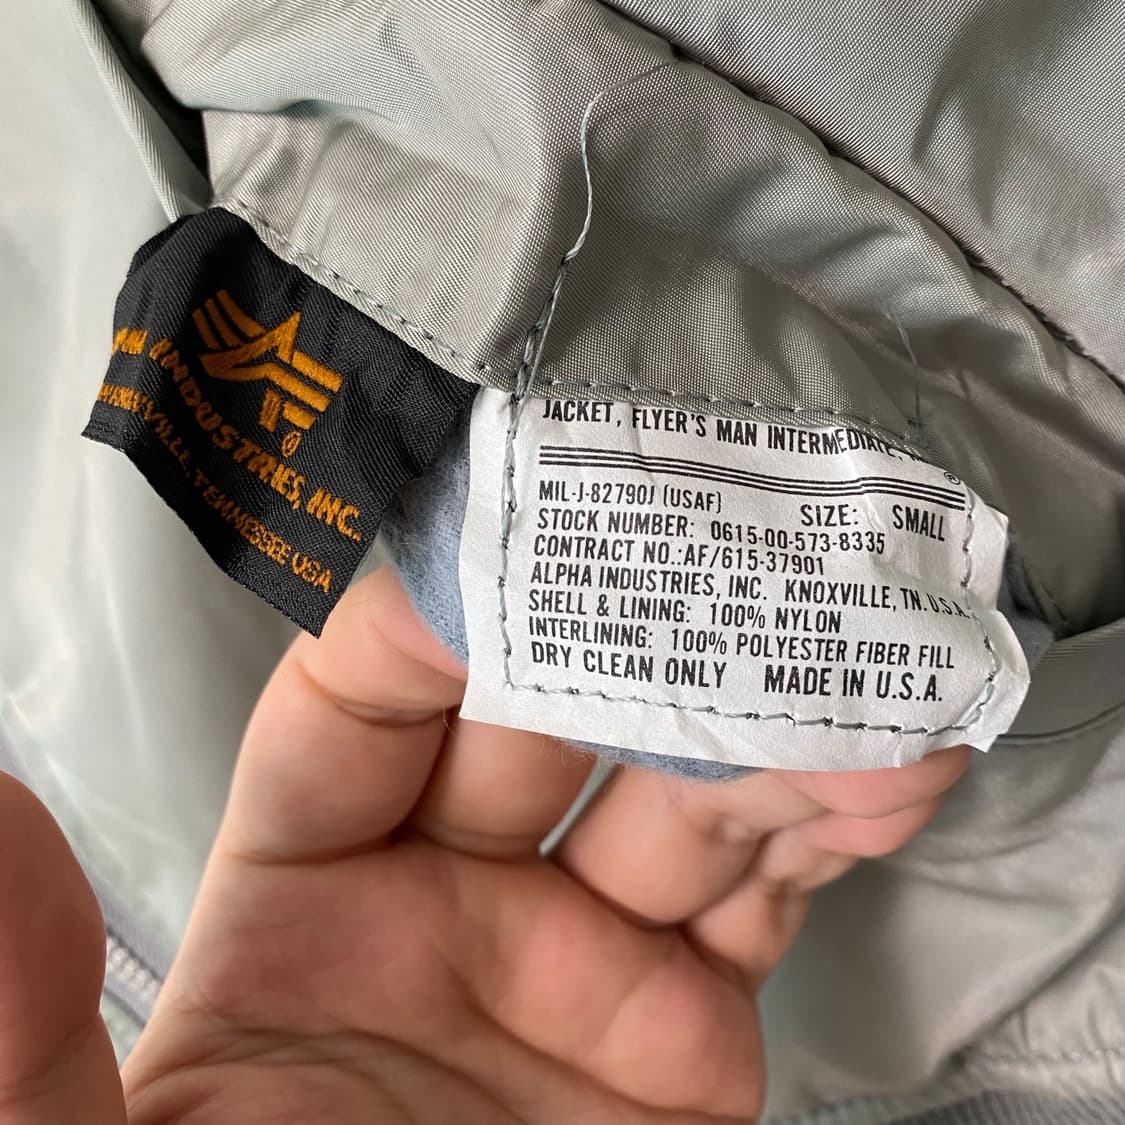 INDUSTRIES, INC.
TENNESSEE USA
JACKET, FLYER'S MAN INTERMEDIATE,
®
MIL-J-82790J (USAF)
SIZE: SMALL
STOCK NUMBER: 0615-00-573-8335
CONTRACT NO.:AF/615-37901
ALPHA INDUSTRIES, INC. KNOXVILLE, TN. U.S.A.
SHELL & LINING: 100% NYLON
INTERLINING: 100% POLYESTER FIBER FILL
DRY CLEAN ONLY MADE IN U.S.A.